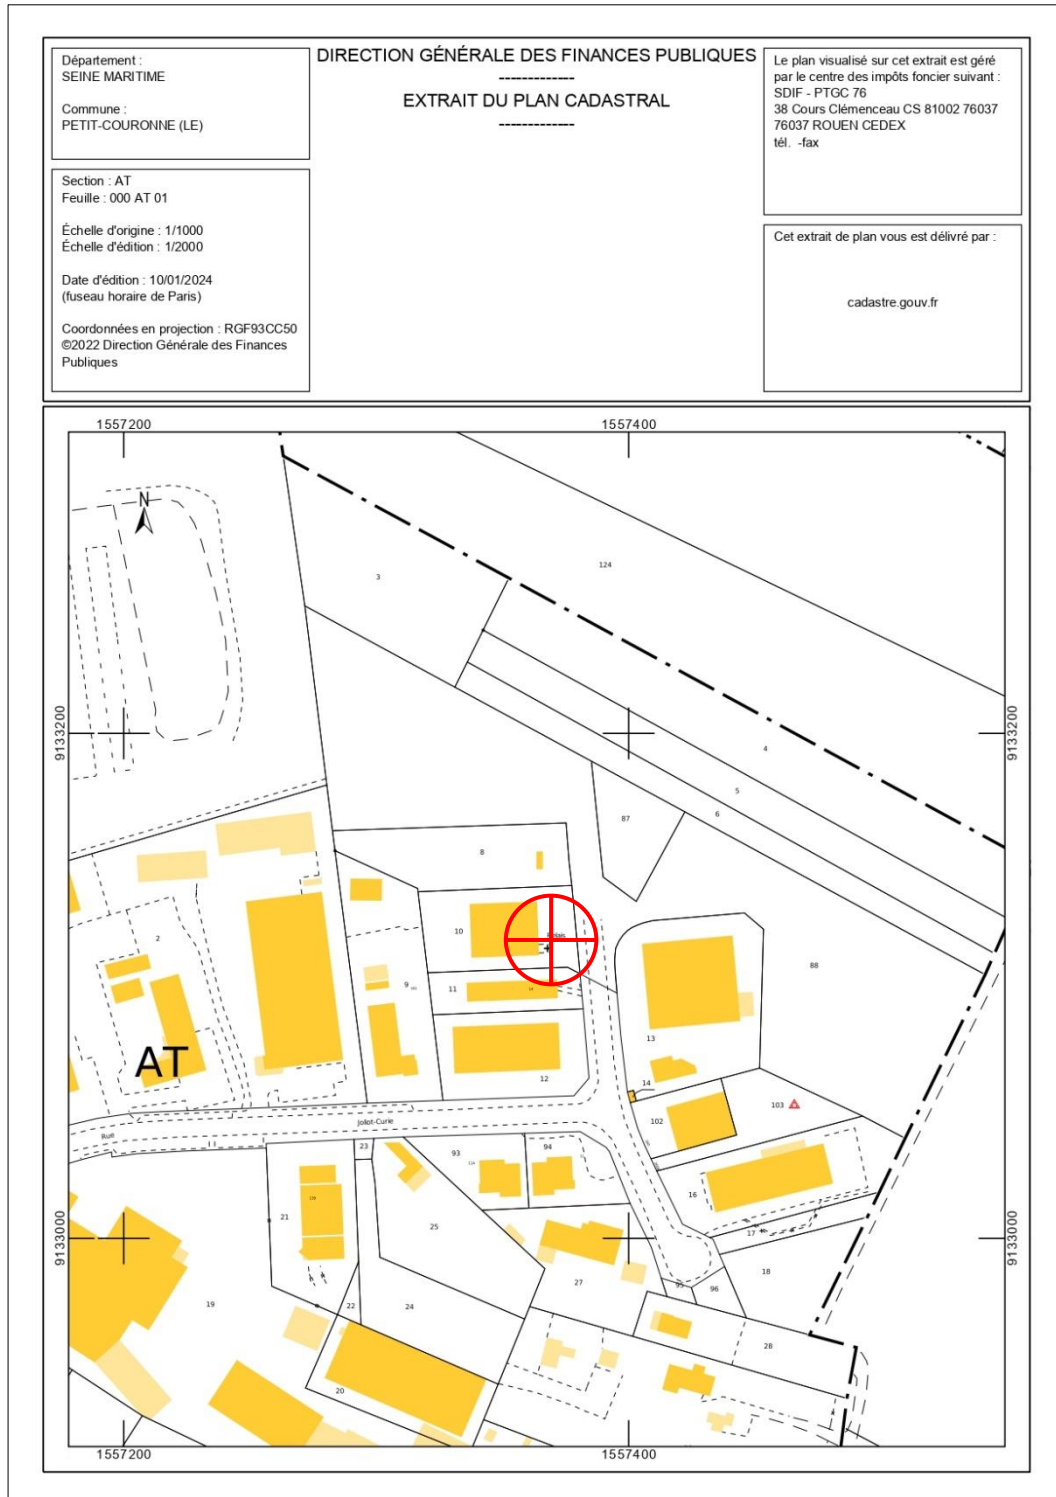 Département :
SEINE MARITIME
Commune :
PETIT-COURONNE (LE)
Section : AT
Feuille : 000 AT 01
Échelle d'origine : 1/1000
Échelle d'édition : 1/2000
Date d'édition : 10/01/2024
(fuseau horaire de Paris)
Coordonnées en projection : RGF93CC50
©2022 Direction Générale des Finances
Publiques
DIRECTION GÉNÉRALE DES FINANCES PUBLIQUES
-------------
EXTRAIT DU PLAN CADASTRAL
-------------
Le plan visualisé sur cet extrait est géré
par le centre des impôts foncier suivant :
SDIF - PTGC 76
38 Cours Clémenceau CS 81002 76037
76037 ROUEN CEDEX
tél. -fax
Cet extrait de plan vous est délivré par :
cadastre.gouv.fr
1557200
1557400
N
124
3
9133200
9133200
4
5
6
87
8
2
10
Relais
88
9
11
13
AT
12
14
103
102
Joliot-Curie
Rue
23
93
94
16
21
25
17
9133000
9133000
18
27
95
96
19
22
24
28
20
1557200
1557400